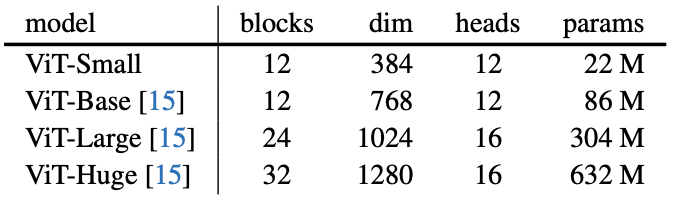 model blocks dim heads params
ViT-Small 12 384 12 22 M
ViT-Base [15] 12 768 12 86 M
ViT-Large [15] 24 1024 16 304 M
ViT-Huge [15] 32 1280 16 632 M